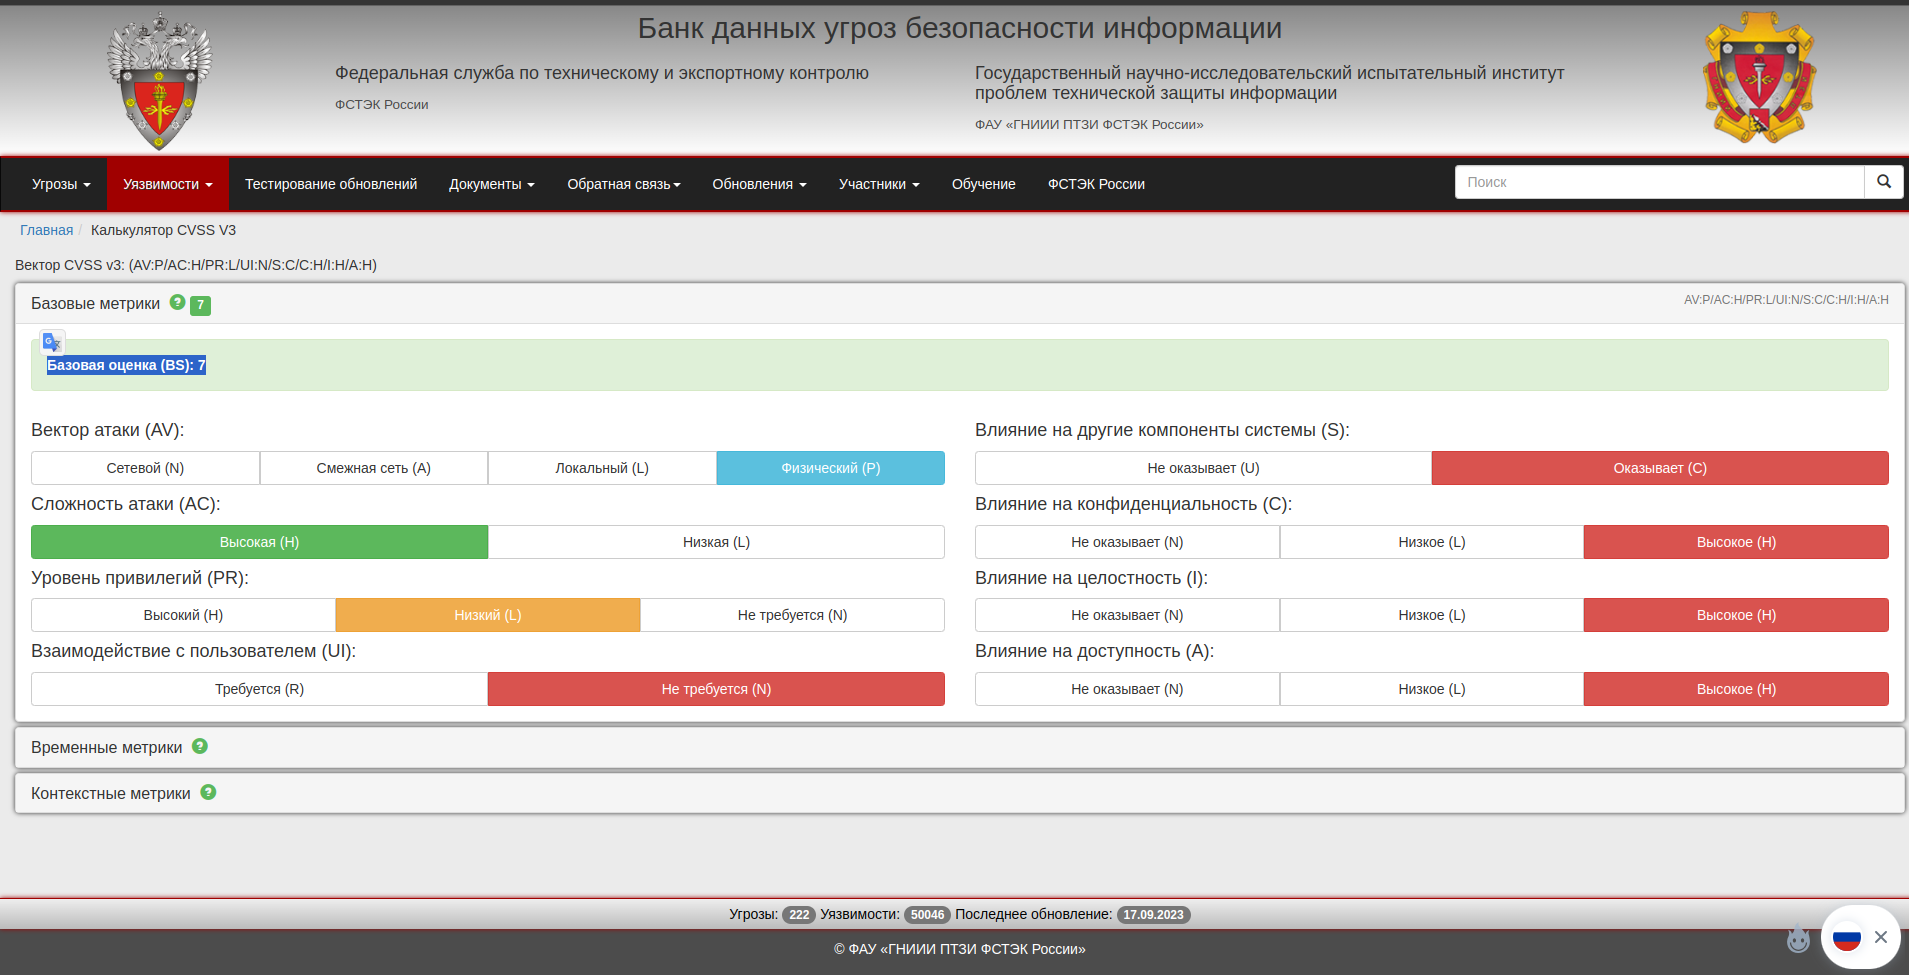 Банк данных угроз безопасности информации
Федеральная служба по техническому и экспортному контролю
ФСТЭК России
Государственный научно-исследовательский испытательный институт
проблем технической защиты информации
ФАУ «ГНИИИ ПТЗИ ФСТЭК России»
Угрозы Уязвимости Тестирование обновлений Документы Обратная связь Обновления Участники Обучение ФСТЭК России Поиск
Главная / Калькулятор CVSS V3
Вектор CVSS v3: (AV:P/AC:H/PR:L/UI:N/S:C/C:H/I:H/A:H)
Базовые метрики ? 7 AV:P/AC:H/PR:L/UI:N/S:C/C:H/I:H/A:H
Базовая оценка (BS): 7
Вектор атаки (AV):
Сетевой (N) Смежная сеть (A) Локальный (L) Физический (P)
Сложность атаки (AC):
Высокая (H) Низкая (L)
Уровень привилегий (PR):
Высокий (H) Низкий (L) Не требуется (N)
Взаимодействие с пользователем (UI):
Требуется (R) Не требуется (N)
Влияние на другие компоненты системы (S):
Не оказывает (U) Оказывает (C)
Влияние на конфиденциальность (C):
Не оказывает (N) Низкое (L) Высокое (H)
Влияние на целостность (I):
Не оказывает (N) Низкое (L) Высокое (H)
Влияние на доступность (A):
Не оказывает (N) Низкое (L) Высокое (H)
Временные метрики ?
Контекстные метрики ?
Угрозы: 222 Уязвимости: 50046 Последнее обновление: 17.09.2023
© ФАУ «ГНИИИ ПТЗИ ФСТЭК России»